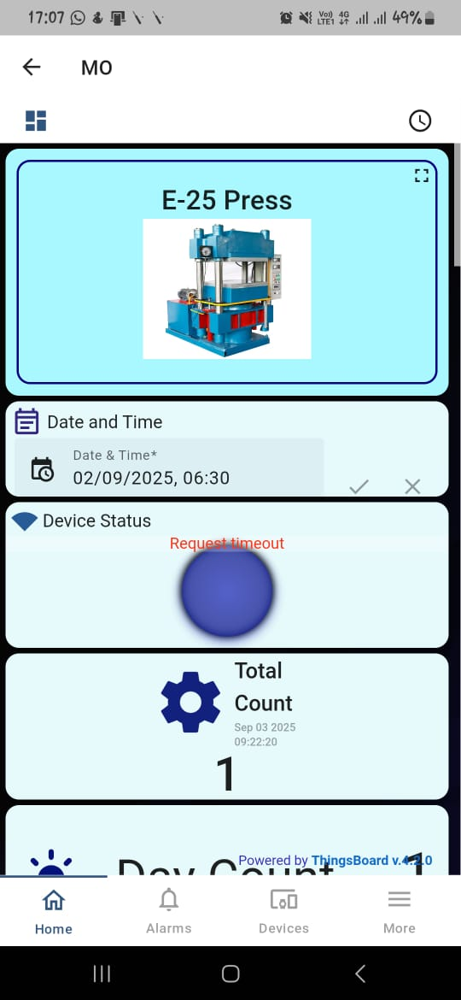 17:07 Vo)) LTE1 4G 49%
MO
E-25 Press
Date and Time
Date & Time*
02/09/2025, 06:30
Device Status
Request timeout
Total
Count
Sep 03 2025
09:22:20
1
Day Count 1
Powered by ThingsBoard v.4.2.0
Home Alarms Devices More